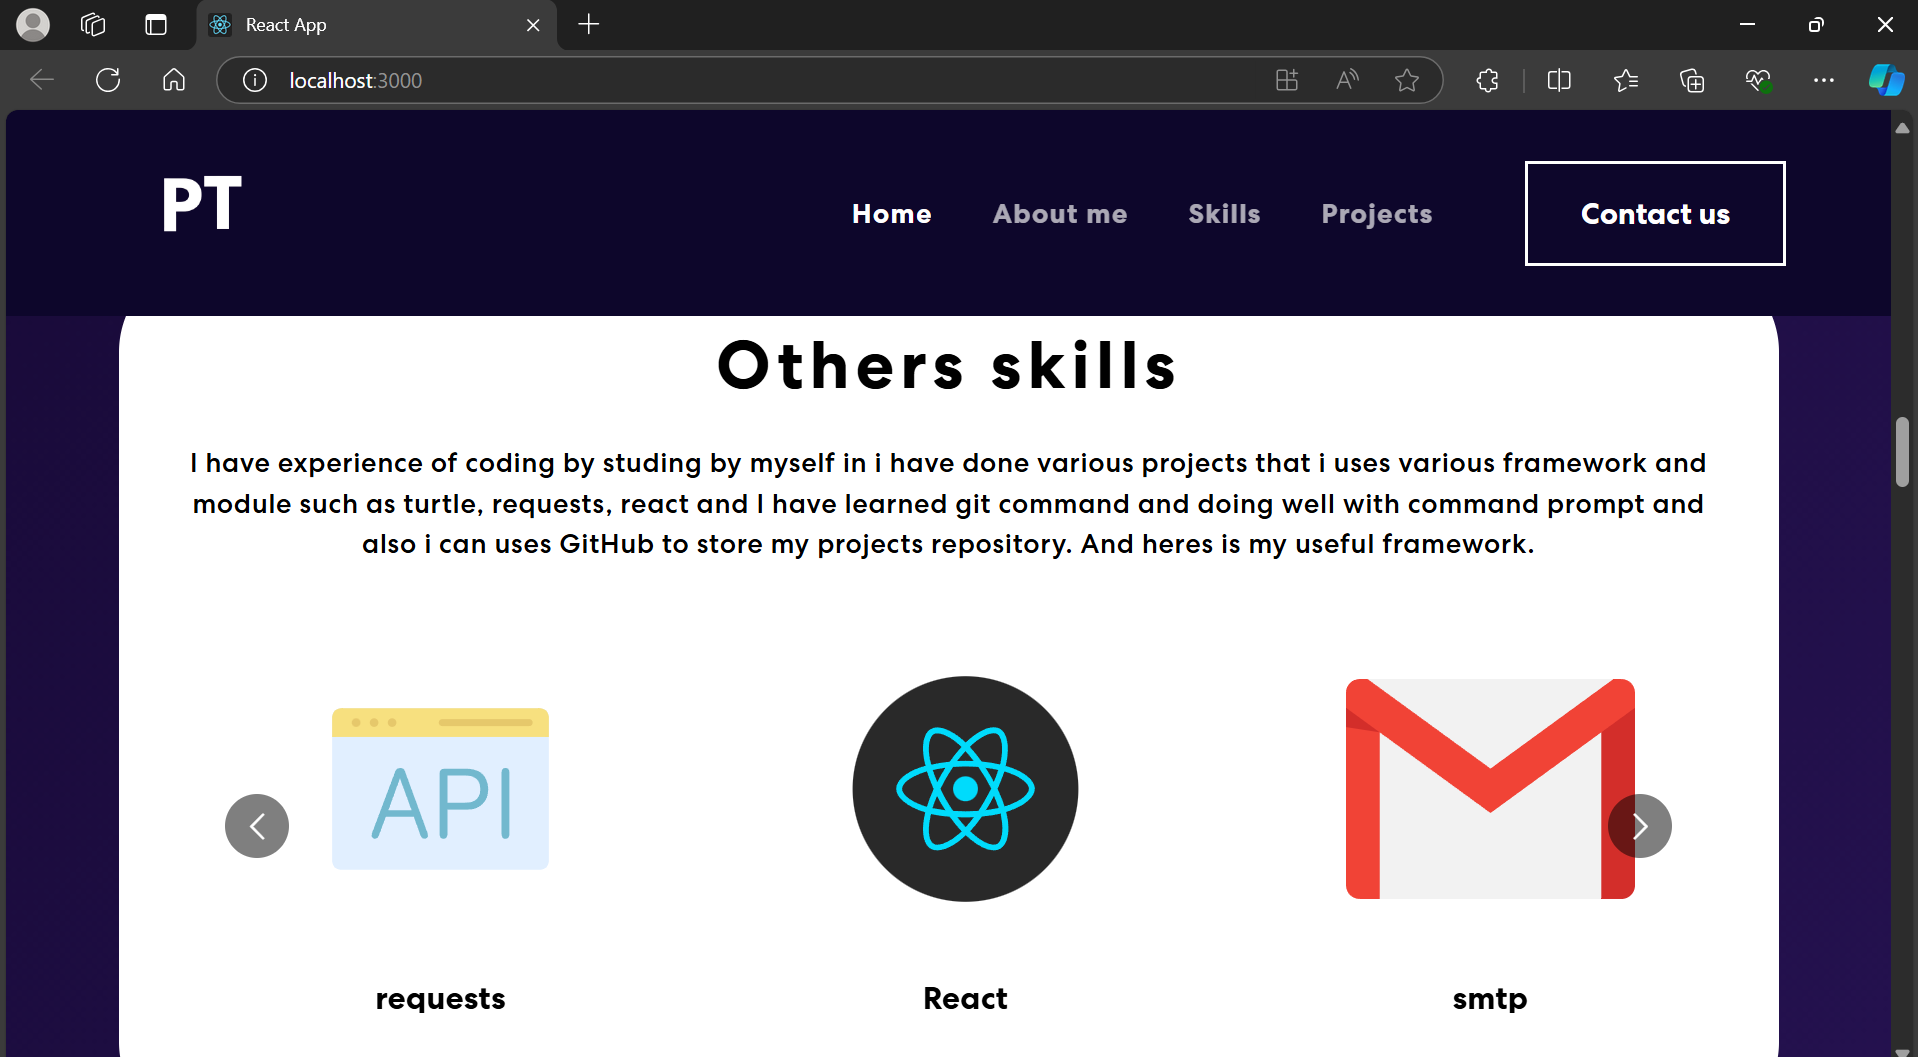 React App
localhost:3000
PT
Home About me Skills Projects Contact us
Others skills
I have experience of coding by studing by myself in i have done various projects that i uses various framework and
module such as turtle, requests, react and I have learned git command and doing well with command prompt and
also i can uses GitHub to store my projects repository. And heres is my useful framework.
API
requests React smtp